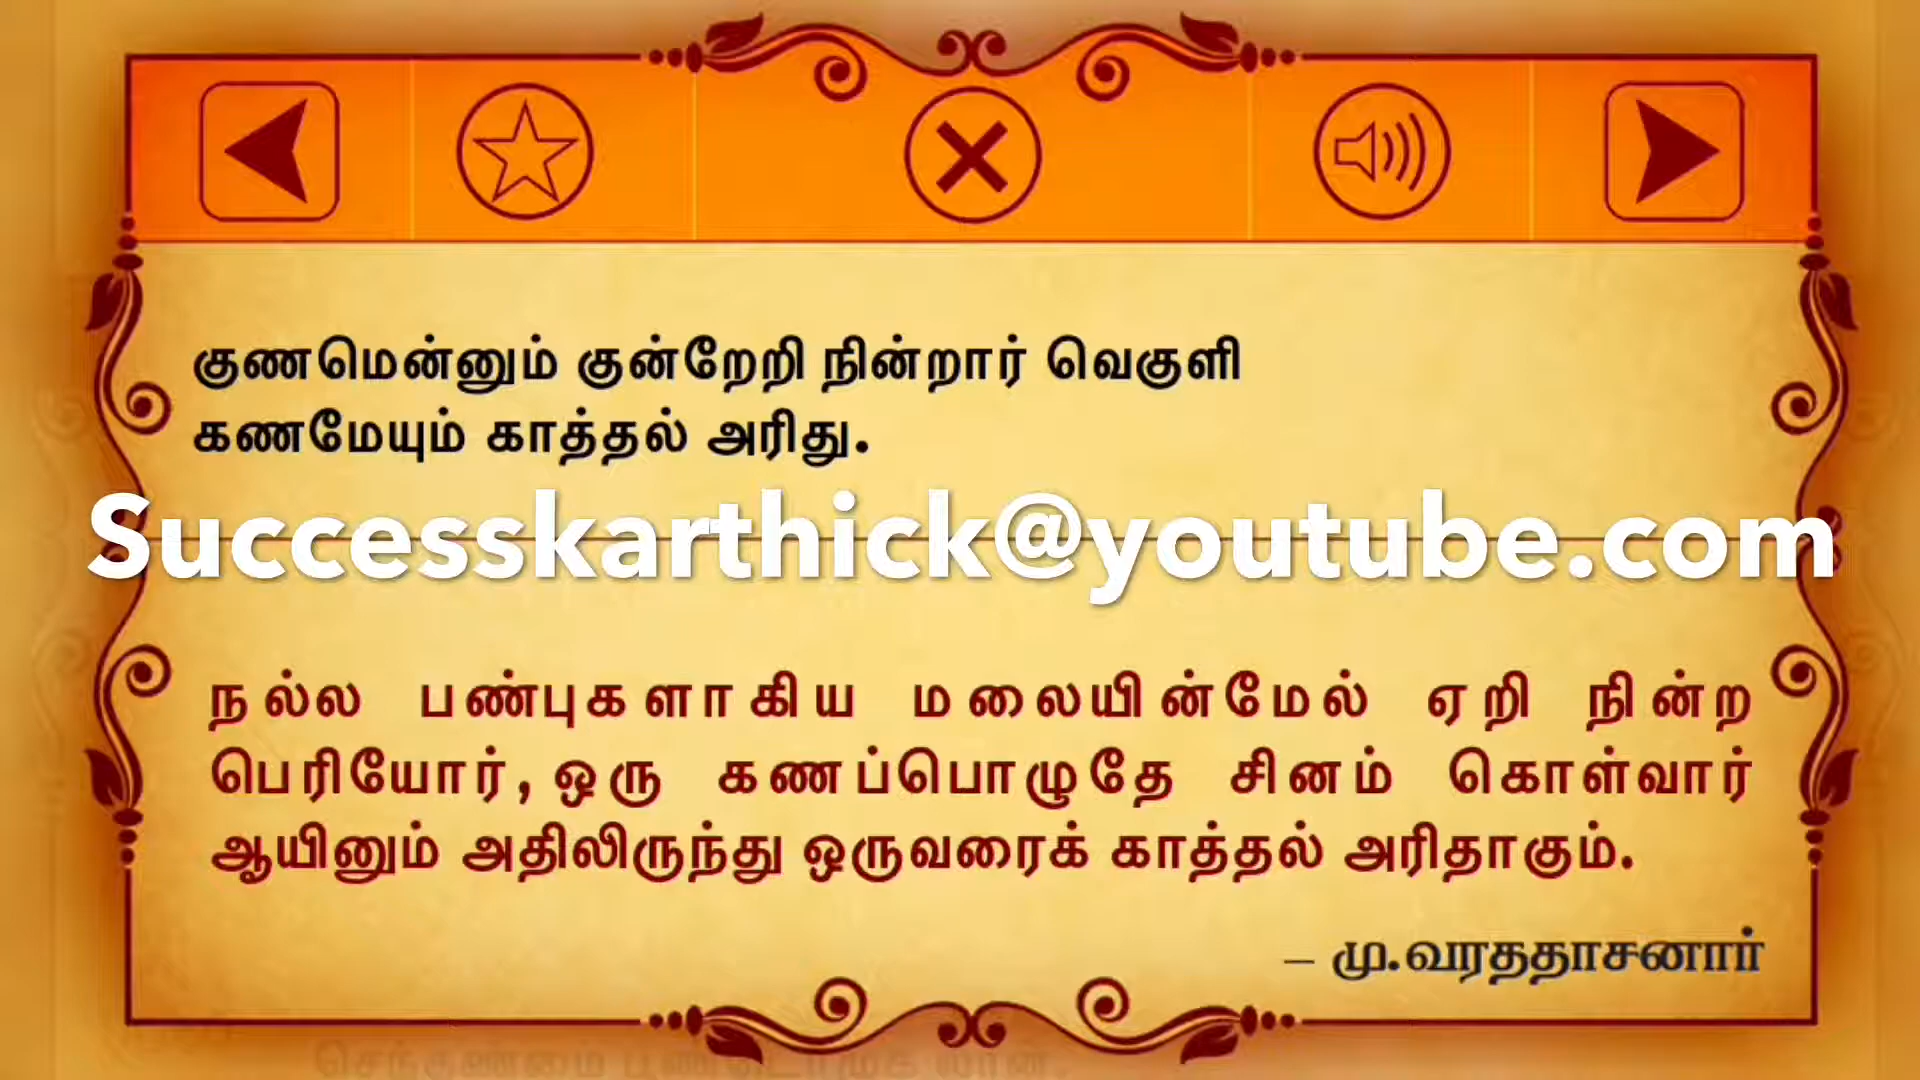 குணமென்னும் குன்றேறி நின்றார் வெகுளி
கணமேயும் காத்தல் அரிது.
Successkarthick@youtube.com
நல்ல பண்புகளாகிய மலையின்மேல் ஏறி நின்ற
பெரியோர், ஒரு கணப்பொழுதே சினம் கொள்வார்
ஆயினும் அதிலிருந்து ஒருவரைக் காத்தல் அரிதாகும்.
– மு.வரததாசனார்